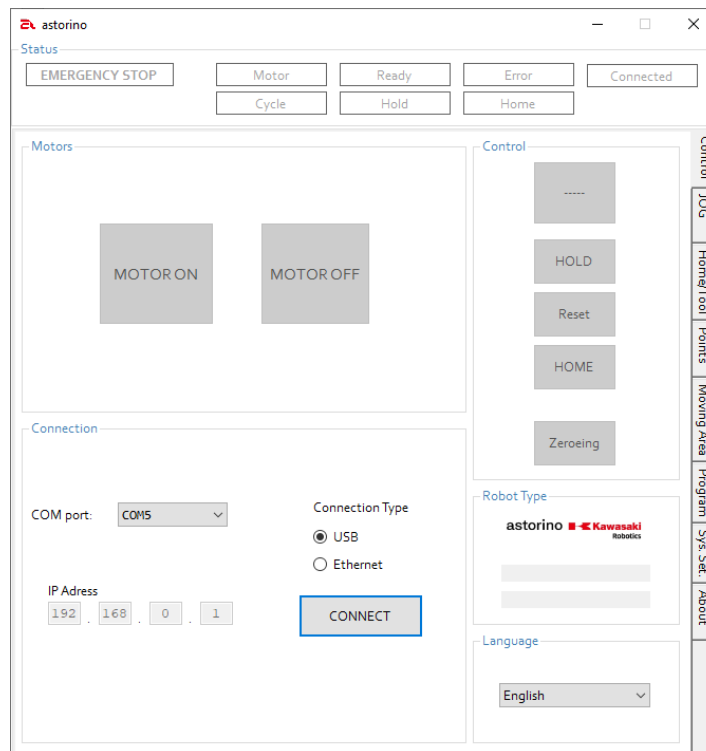 astorino
Status
EMERGENCY STOP
Motor
Ready
Error
Connected
Cycle
Hold
Home
Motors
MOTOR ON
MOTOR OFF
Control
-----
HOLD
Reset
HOME
Zeroeing
Connection
COM port:
COM5
Connection Type
USB
Ethernet
IP Adress
192 . 168 . 0 . 1
CONNECT
Robot Type
astorino Kawasaki
Robotics
Language
English
Control
JOG
Home/Tool
Points
Moving Area
Program
Sys. Set.
About